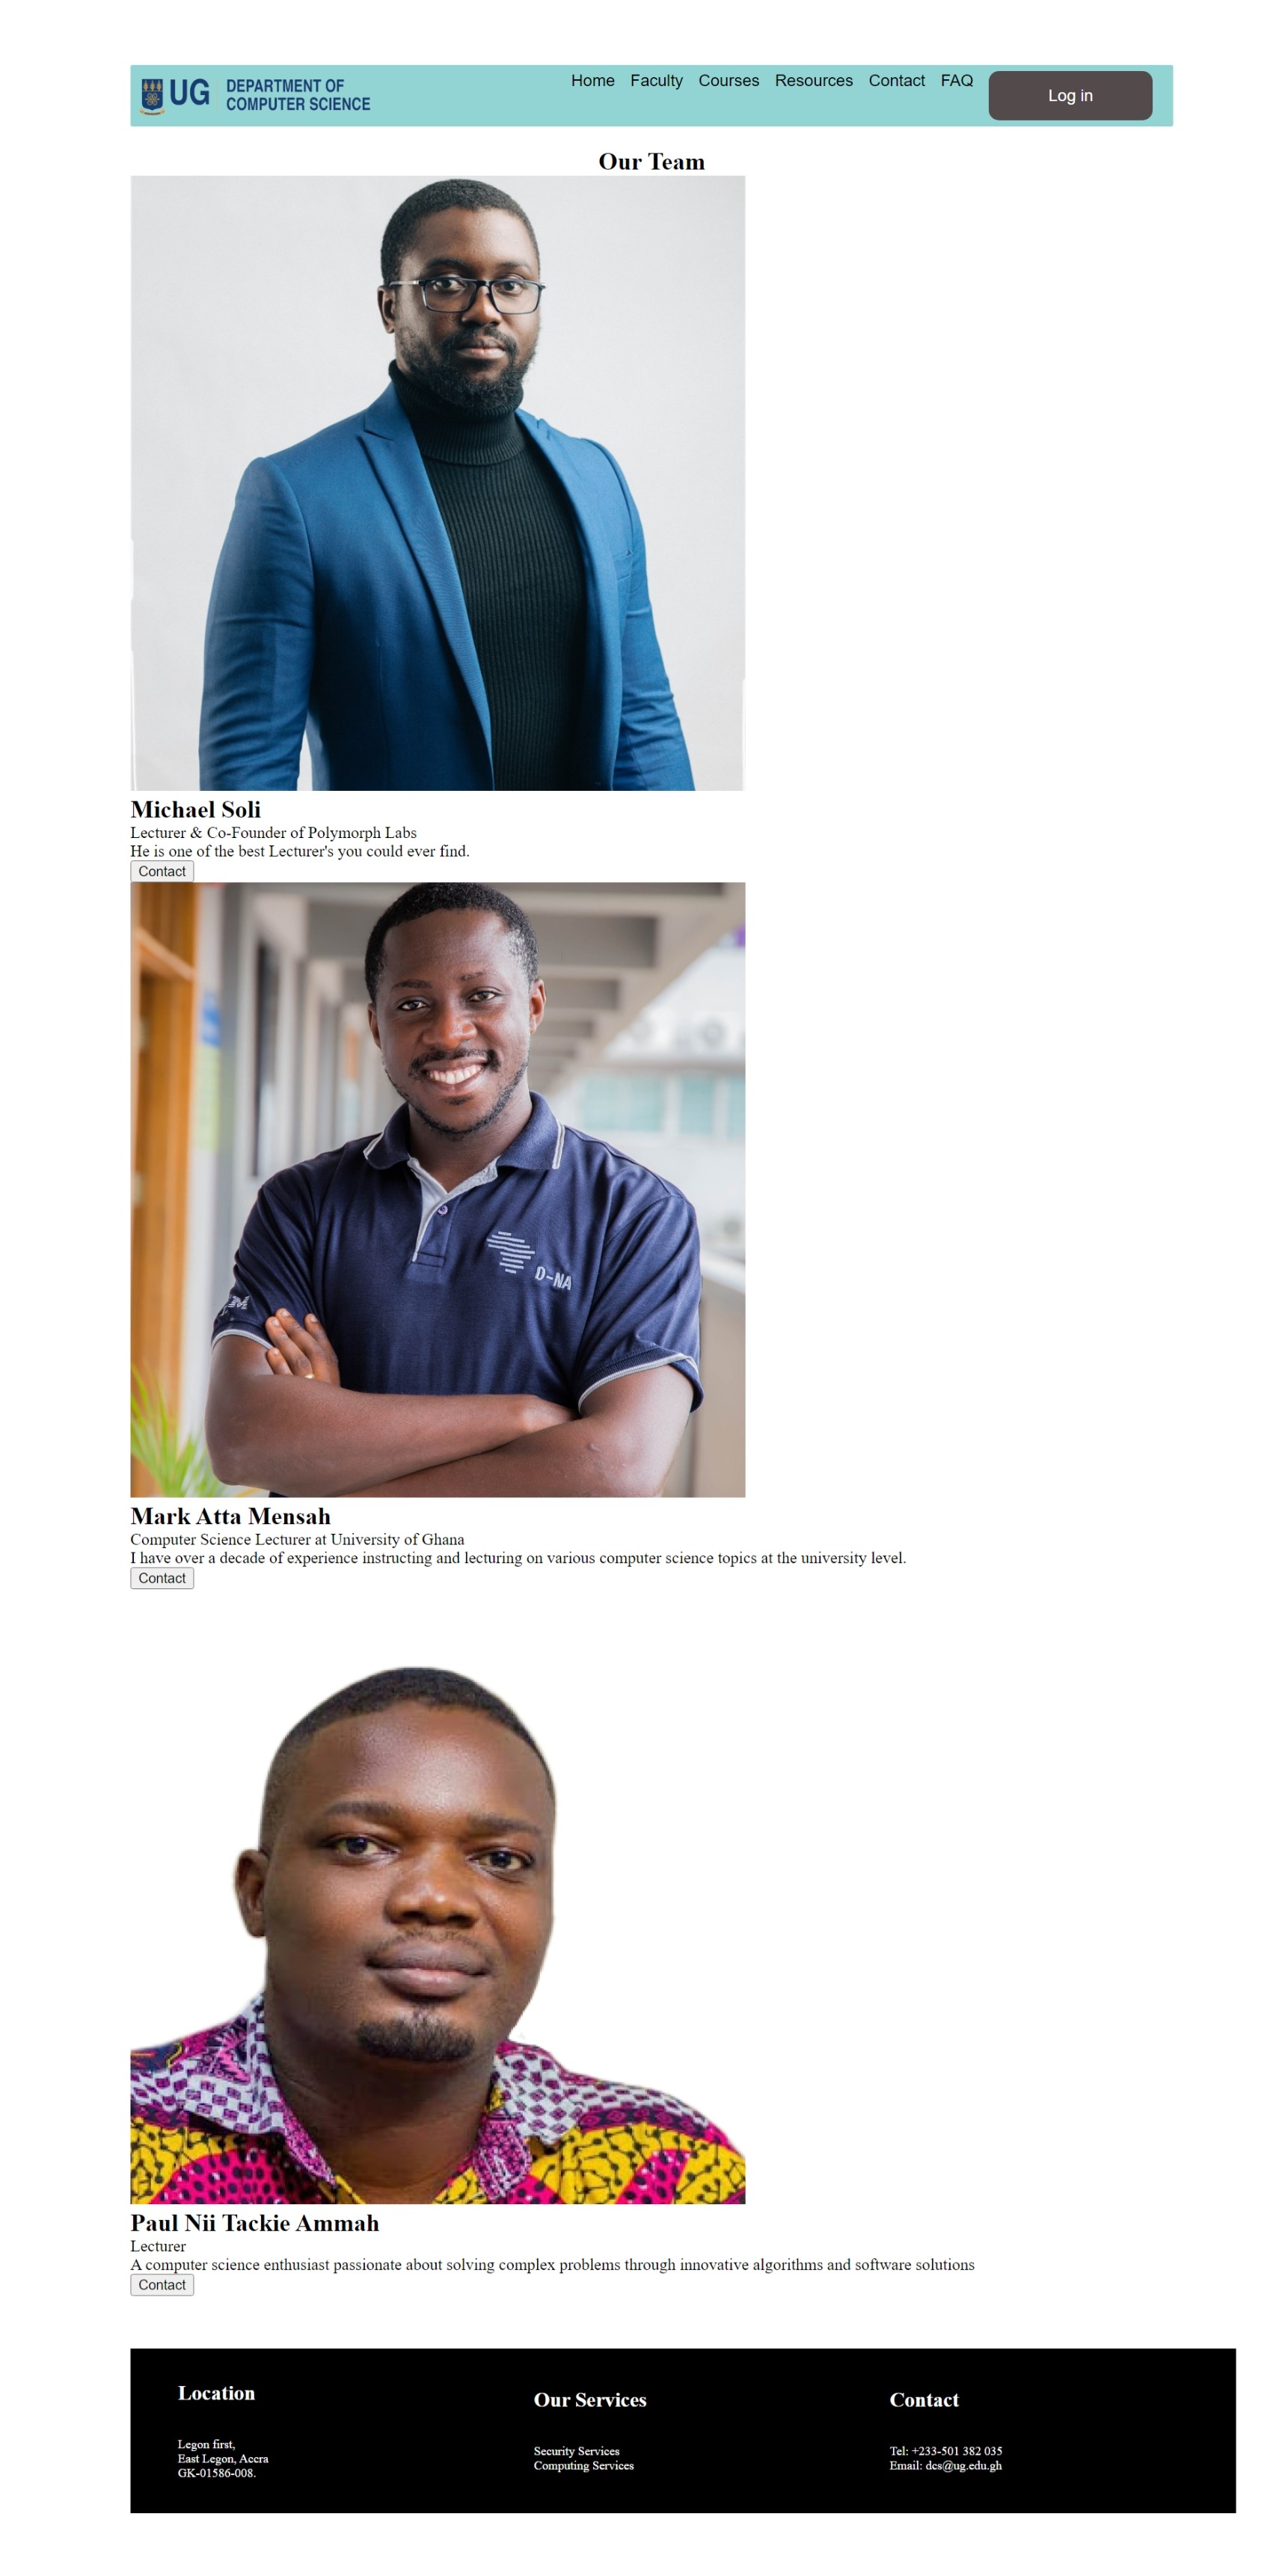 UG
DEPARTMENT OF
COMPUTER SCIENCE
Home Faculty Courses Resources Contact FAQ
Log in
Our Team
Michael Soli
Lecturer & Co-Founder of Polymorph Labs
He is one of the best Lecturer's you could ever find.
Contact
D-NA
Mark Atta Mensah
Computer Science Lecturer at University of Ghana
I have over a decade of experience instructing and lecturing on various computer science topics at the university level.
Contact
Paul Nii Tackie Ammah
Lecturer
A computer science enthusiast passionate about solving complex problems through innovative algorithms and software solutions
Contact
Location
Legon first,
East Legon, Accra
GK-01586-008.
Our Services
Security Services
Computing Services
Contact
Tel: +233-501 382 035
Email: dcs@ug.edu.gh